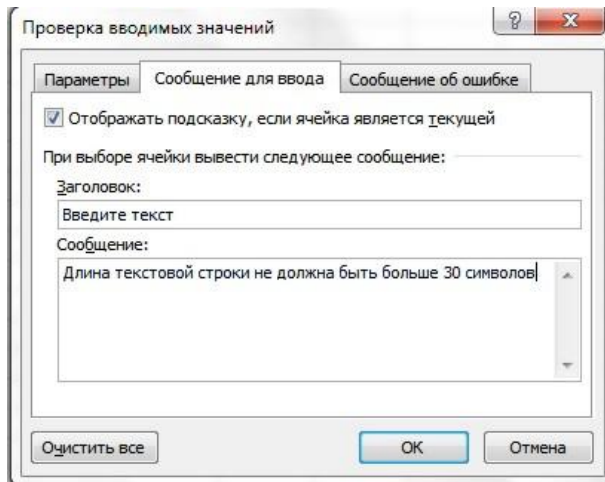 Проверка вводимых значений
Параметры
Сообщение для ввода
Сообщение об ошибке
Отображать подсказку, если ячейка является текущей
При выборе ячейки вывести следующее сообщение:
Заголовок:
Введите текст
Сообщение:
Длина текстовой строки не должна быть больше 30 символов
Очистить все
ОК
Отмена